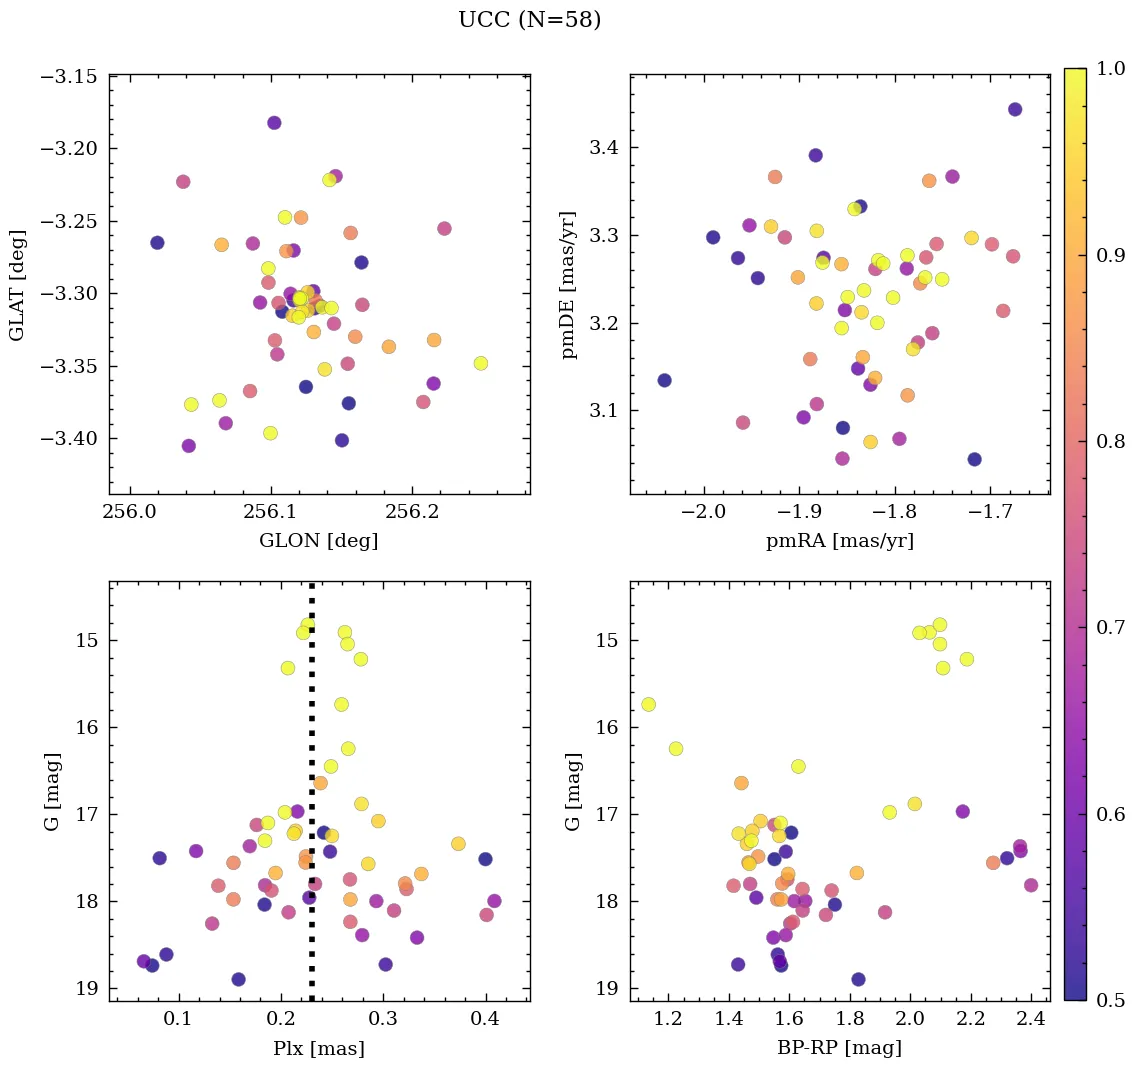 UCC (N=58)
−3.15
−3.20
−3.25
−3.30
−3.35
−3.40
GLAT [deg]
256.0 256.1 256.2
GLON [deg]
3.4
3.3
3.2
3.1
pmDE [mas/yr]
−2.0 −1.9 −1.8 −1.7
pmRA [mas/yr]
15
16
17
18
19
G [mag]
0.1 0.2 0.3 0.4
Plx [mas]
15
16
17
18
19
G [mag]
1.2 1.4 1.6 1.8 2.0 2.2 2.4
BP-RP [mag]
1.0
0.9
0.8
0.7
0.6
0.5